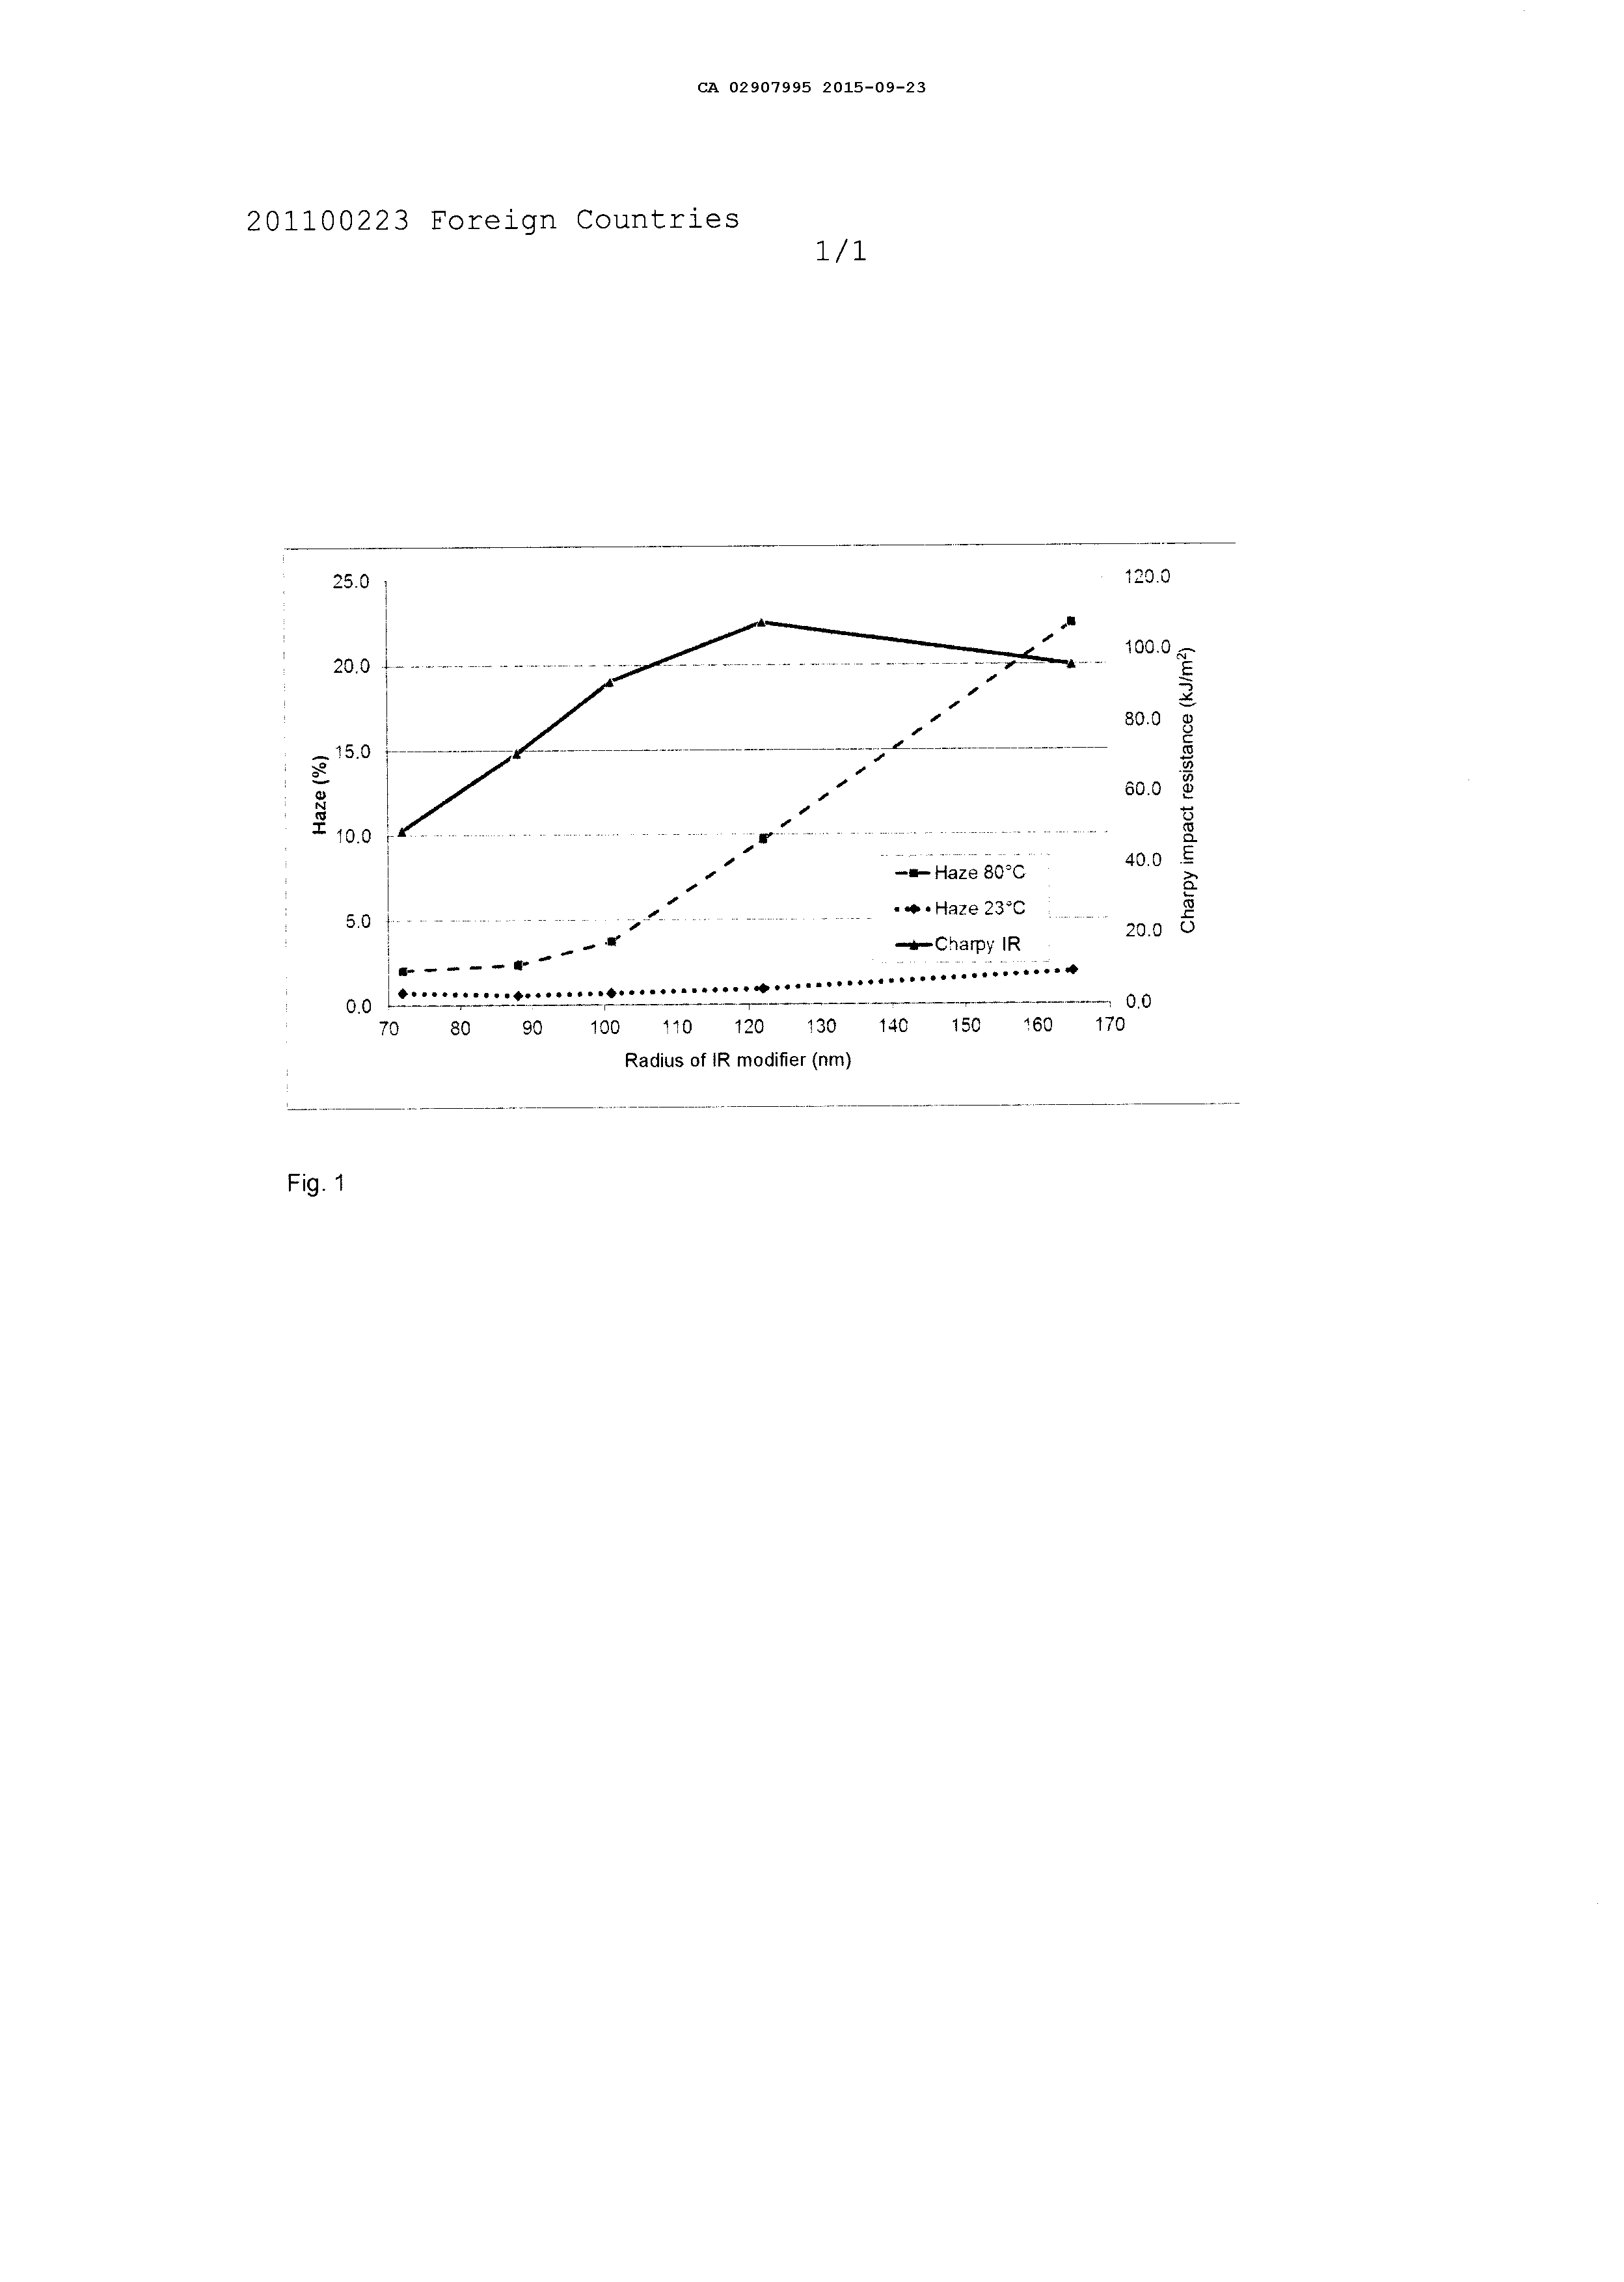 CA 02907995 2015-09-23
201100223 Foreign Countries
1/1
25.0
20.0
15.0
10.0
5.0
0.0
Haze (%)
120.0
100.0
80.0
60.0
40.0
20.0
0.0
Charpy impact resistance (kJ/m²)
Haze 80°C
Haze 23°C
Charpy IR
70 80 90 100 110 120 130 140 150 160 170
Radius of IR modifier (nm)
Fig. 1